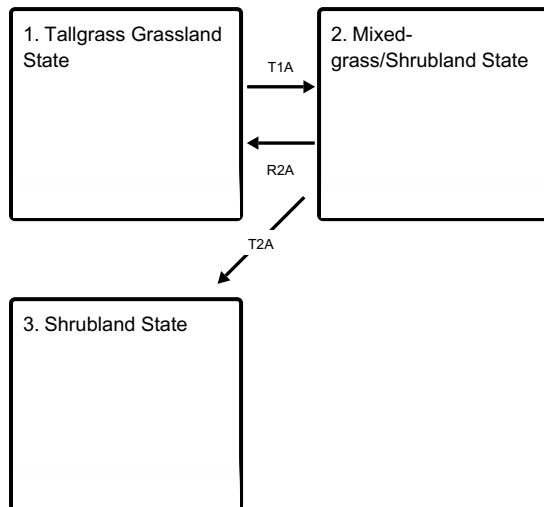 1. Tallgrass Grassland
State
2. Mixed-
grass/Shrubland State
T1A
R2A
T2A
3. Shrubland State